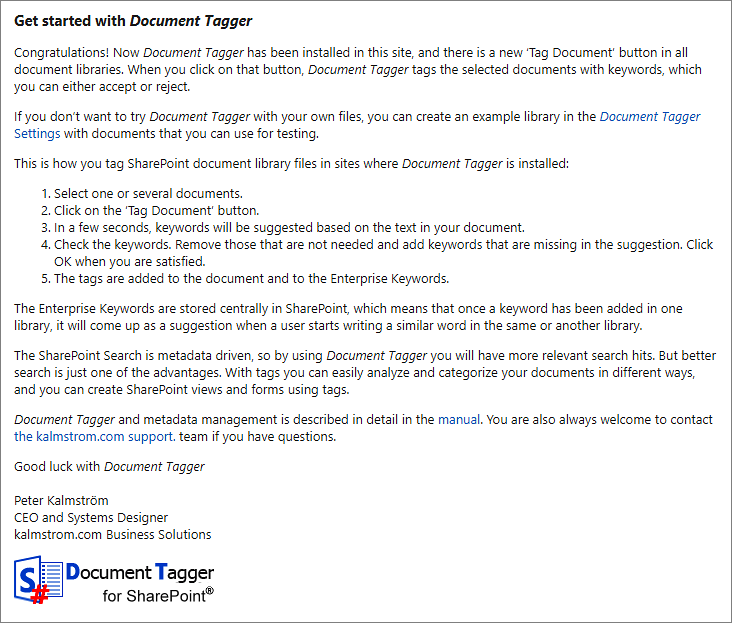 Get started with Document Tagger
Congratulations! Now Document Tagger has been installed in this site, and there is a new 'Tag Document' button in all
document libraries. When you click on that button, Document Tagger tags the selected documents with keywords, which
you can either accept or reject.
If you don't want to try Document Tagger with your own files, you can create an example library in the Document Tagger
Settings with documents that you can use for testing.
This is how you tag SharePoint document library files in sites where Document Tagger is installed:
1. Select one or several documents.
2. Click on the 'Tag Document' button.
3. In a few seconds, keywords will be suggested based on the text in your document.
4. Check the keywords. Remove those that are not needed and add keywords that are missing in the suggestion. Click
OK when you are satisfied.
5. The tags are added to the document and to the Enterprise Keywords.
The Enterprise Keywords are stored centrally in SharePoint, which means that once a keyword has been added in one
library, it will come up as a suggestion when a user starts writing a similar word in the same or another library.
The SharePoint Search is metadata driven, so by using Document Tagger you will have more relevant search hits. But better
search is just one of the advantages. With tags you can easily analyze and categorize your documents in different ways,
and you can create SharePoint views and forms using tags.
Document Tagger and metadata management is described in detail in the manual. You are also always welcome to contact
the kalmstrom.com support. team if you have questions.
Good luck with Document Tagger
Peter Kalmström
CEO and Systems Designer
kalmstrom.com Business Solutions
S # Document Tagger
for SharePoint®